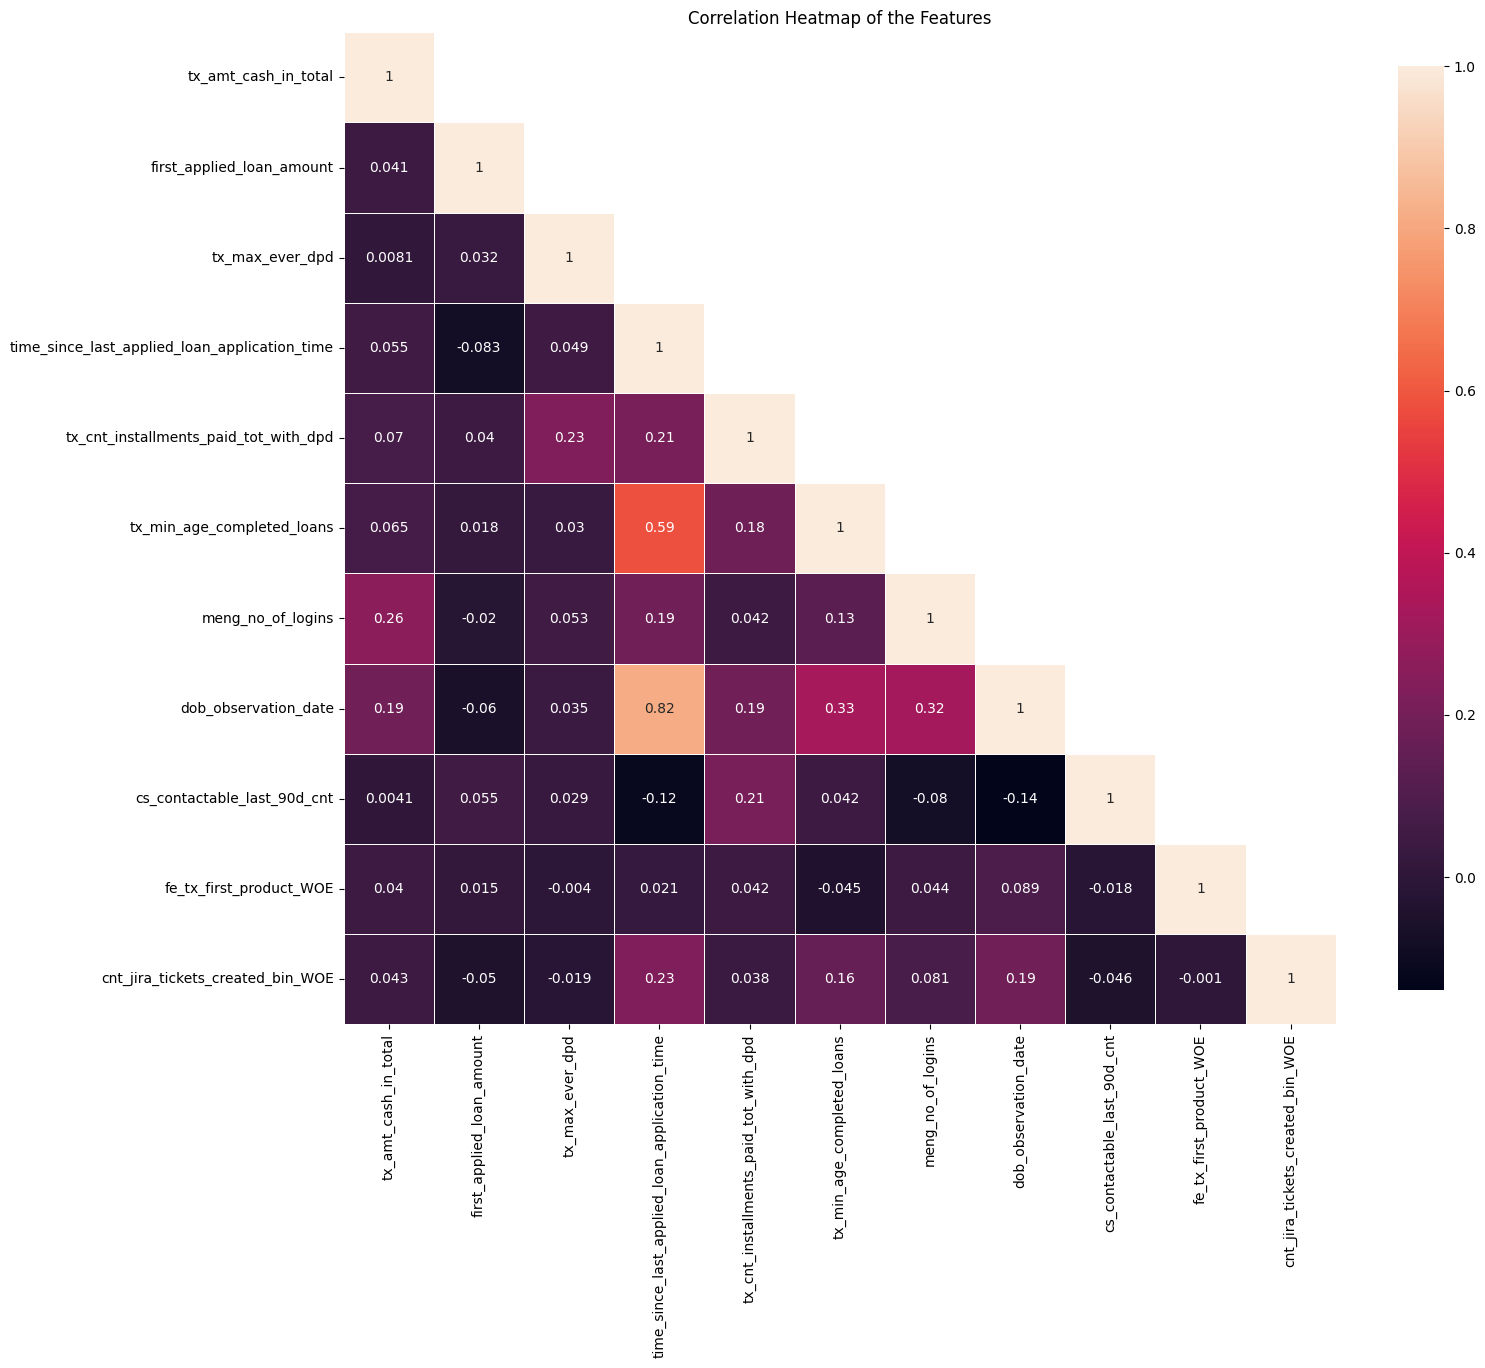 Correlation Heatmap of the Features
tx_amt_cash_in_total 1
first_applied_loan_amount 0.041 1
tx_max_ever_dpd 0.0081 0.032 1
time_since_last_applied_loan_application_time 0.055 -0.083 0.049 1
tx_cnt_installments_paid_tot_with_dpd 0.07 0.04 0.23 0.21 1
tx_min_age_completed_loans 0.065 0.018 0.03 0.59 0.18 1
meng_no_of_logins 0.26 -0.02 0.053 0.19 0.042 0.13 1
dob_observation_date 0.19 -0.06 0.035 0.82 0.19 0.33 0.32 1
cs_contactable_last_90d_cnt 0.0041 0.055 0.029 -0.12 0.21 0.042 -0.08 -0.14 1
fe_tx_first_product_WOE 0.04 0.015 -0.004 0.021 0.042 -0.045 0.044 0.089 -0.018 1
cnt_jira_tickets_created_bin_WOE 0.043 -0.05 -0.019 0.23 0.038 0.16 0.081 0.19 -0.046 -0.001 1
tx_amt_cash_in_total
first_applied_loan_amount
tx_max_ever_dpd
time_since_last_applied_loan_application_time
tx_cnt_installments_paid_tot_with_dpd
tx_min_age_completed_loans
meng_no_of_logins
dob_observation_date
cs_contactable_last_90d_cnt
fe_tx_first_product_WOE
cnt_jira_tickets_created_bin_WOE
1.0
0.8
0.6
0.4
0.2
0.0